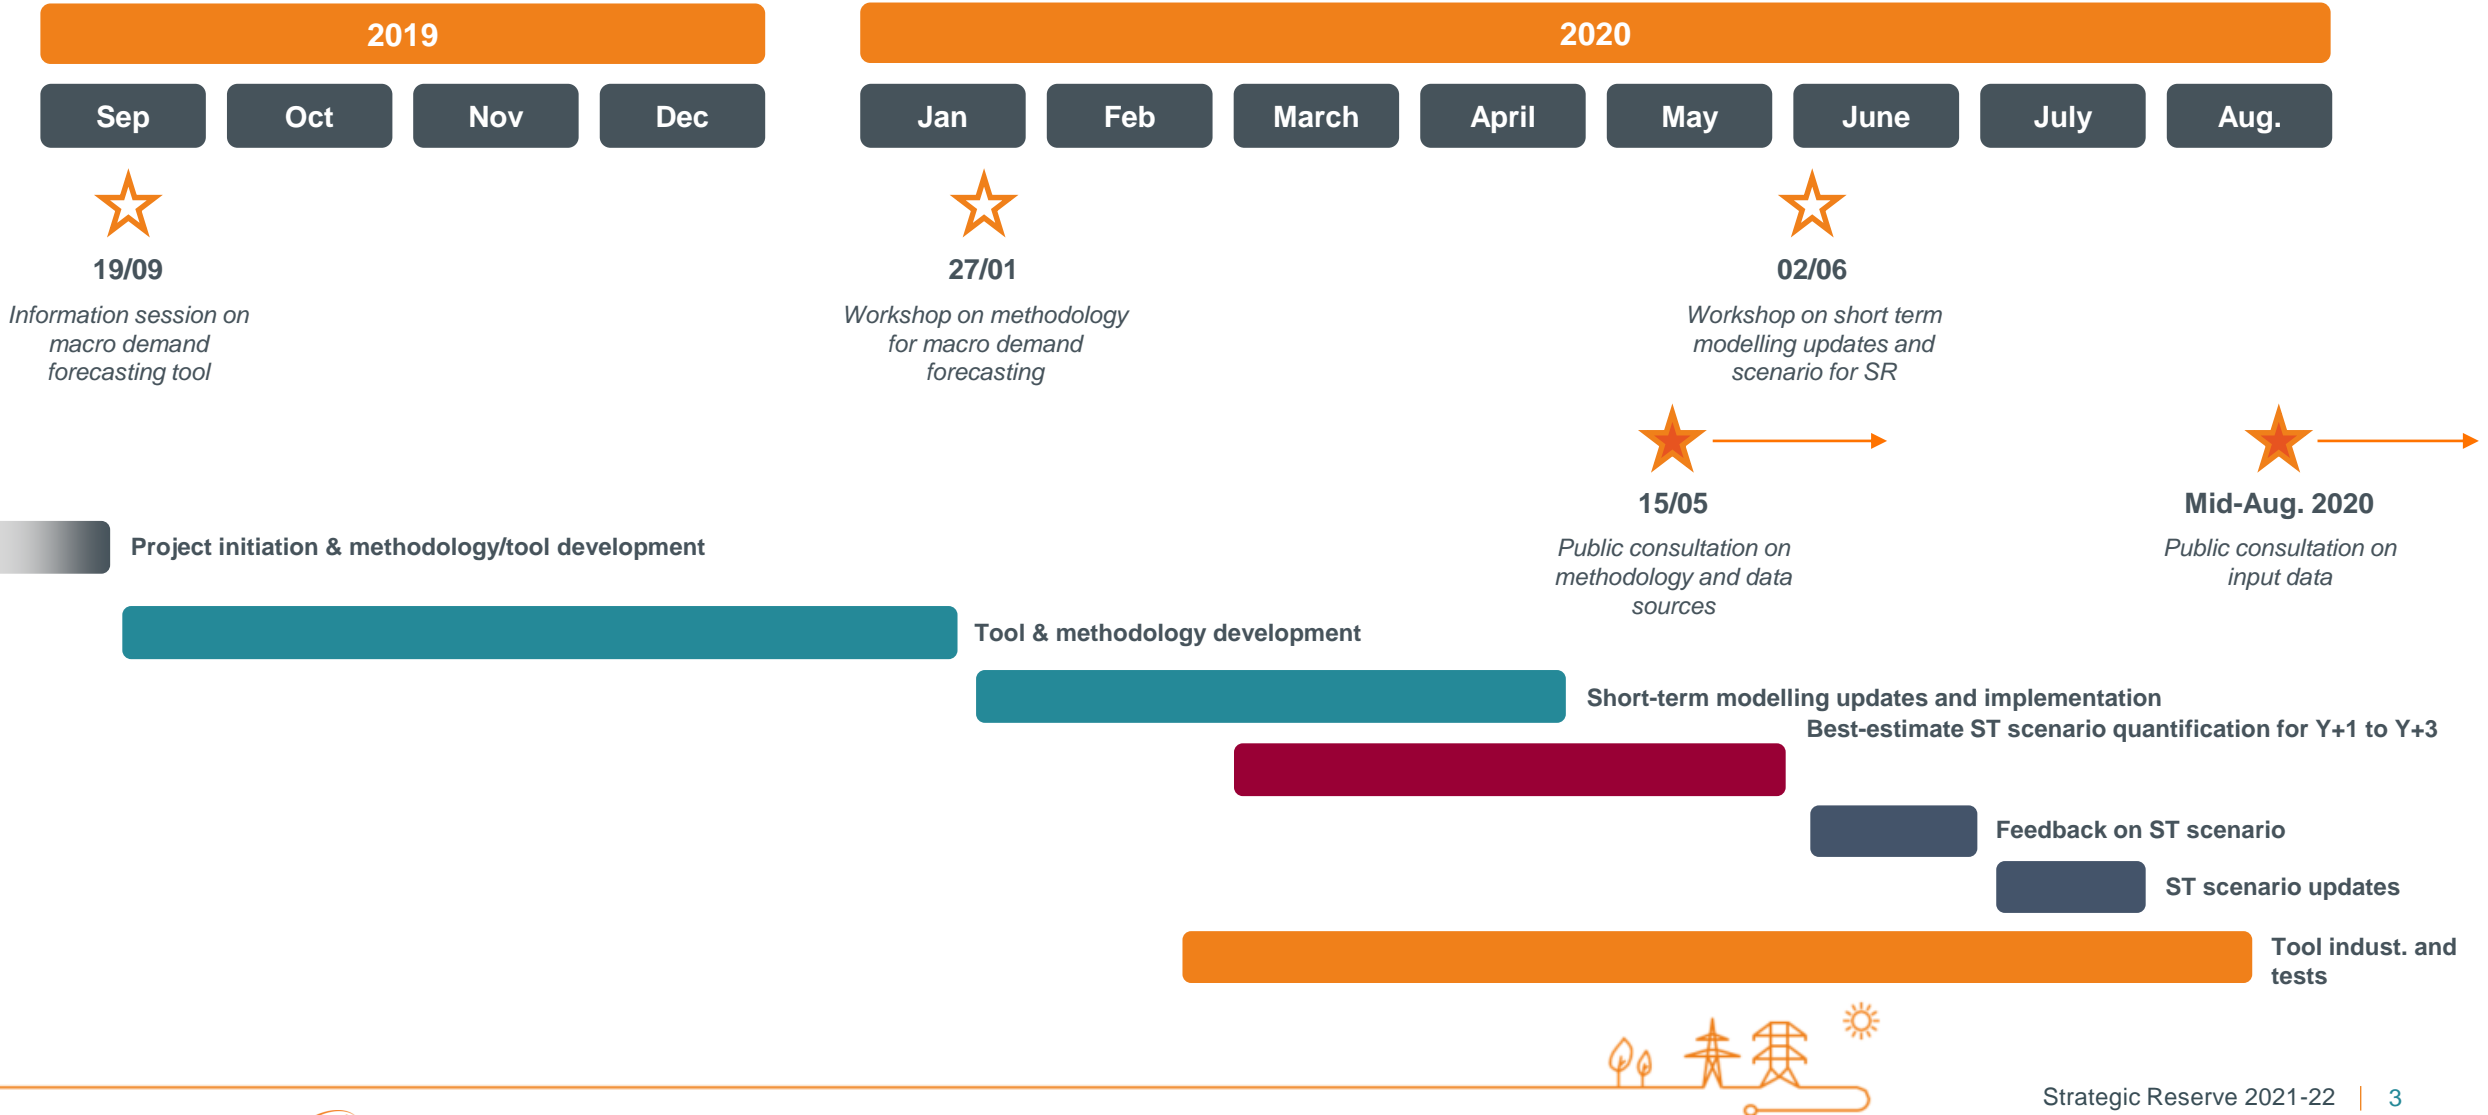 2019
2020
Sep
Oct
Nov
Dec
Jan
Feb
March
April
May
June
July
Aug.
19/09
Information session on
macro demand
forecasting tool
27/01
Workshop on methodology
for macro demand
forecasting
02/06
Workshop on short term
modelling updates and
scenario for SR
15/05
Public consultation on
methodology and data
sources
Mid-Aug. 2020
Public consultation on
input data
Project initiation & methodology/tool development
Tool & methodology development
Short-term modelling updates and implementation
Best-estimate ST scenario quantification for Y+1 to Y+3
Feedback on ST scenario
ST scenario updates
Tool indust. and
tests
Strategic Reserve 2021-22
3